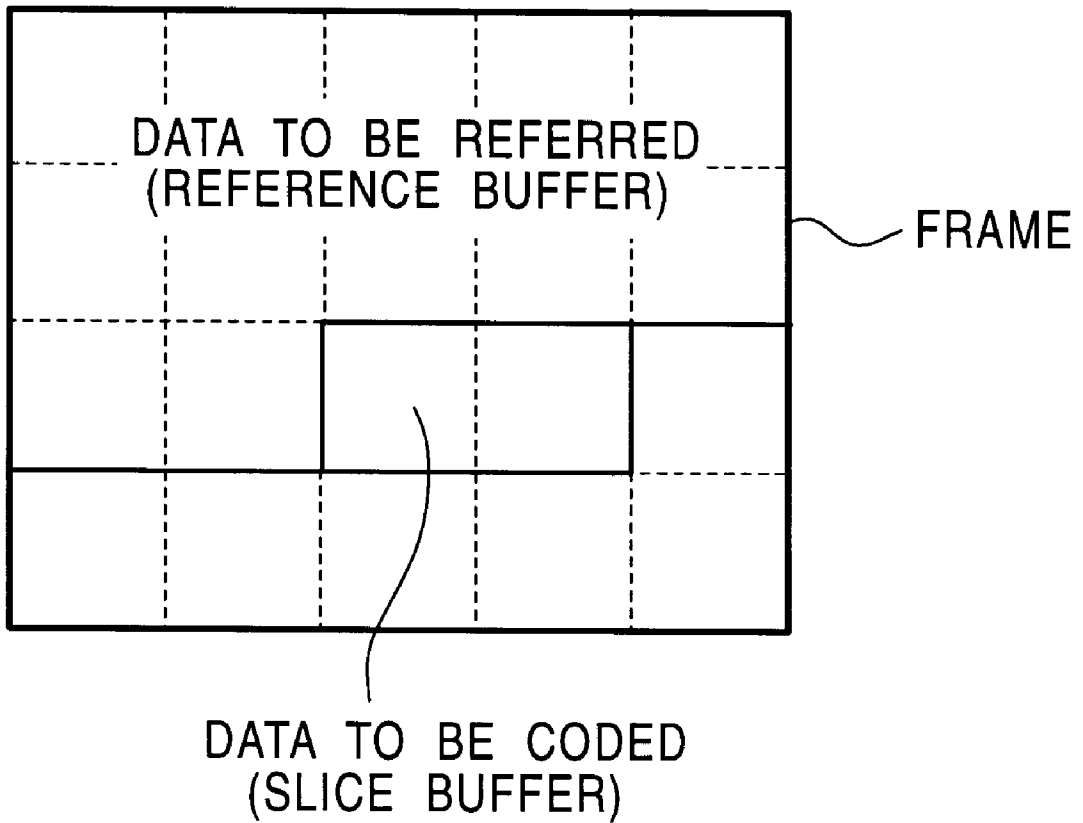 DATA TO BE REFERRED
(REFERENCE BUFFER)
FRAME
DATA TO BE CODED
(SLICE BUFFER)